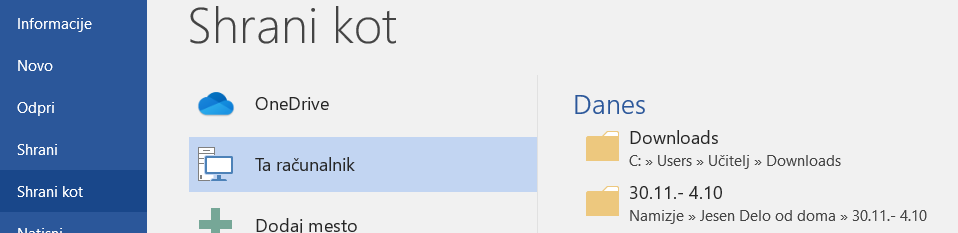 Informacije
Novo
Odpri
Shrani
Shrani kot
Natisni
Shrani kot
OneDrive
Ta računalnik
Dodaj mesto
Danes
Downloads
C: » Users » Učitelj » Downloads
30.11.- 4.10
Namizje » Jesen Delo od doma » 30.11.- 4.10